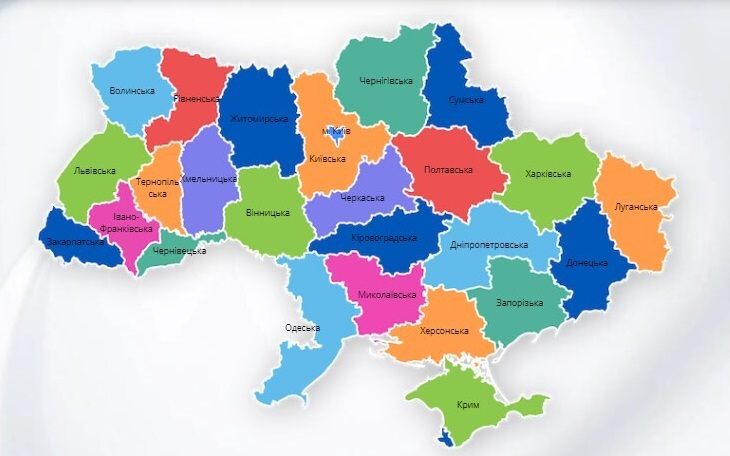 Чернігівська
Волинська
Рівненська
Сумська
Житомирська
м. Київ
Київська
Львівська
Тернопіль
ська
Хмельницька
Полтавська
Харківська
Черкаська
Луганська
Вінницька
Івано-
Франківська
Закарпатська
Чернівецька
Кіровоградська
Дніпропетровська
Донецька
Миколаївська
Запорізька
Одеська
Херсонська
Крим